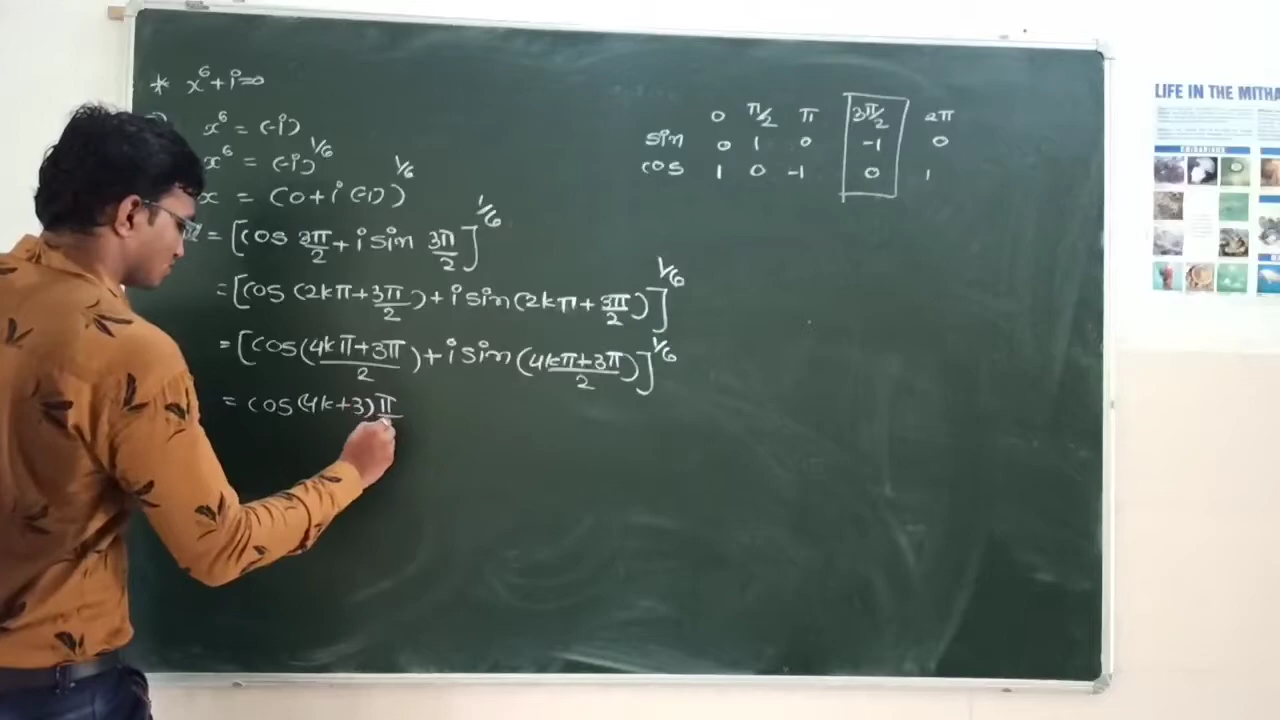 * x⁶+i=0
x⁶ = (-i)
x⁶ = (-i)^1/6
x = (0+i(-1))^1/6
= [cos 3π/2 + i sin 3π/2]^1/6
= [cos (2kπ+3π/2) + i sin (2kπ+3π/2)]^1/6
= [cos (4kπ+3π/2) + i sin (4kπ+3π/2)]^1/6
= cos (4k+3) π
0 π/2 π 3π/2 2π
sin 0 1 0 -1 0
cos 1 0 -1 0 1
LIFE IN THE MITHA
CNIDARIANS